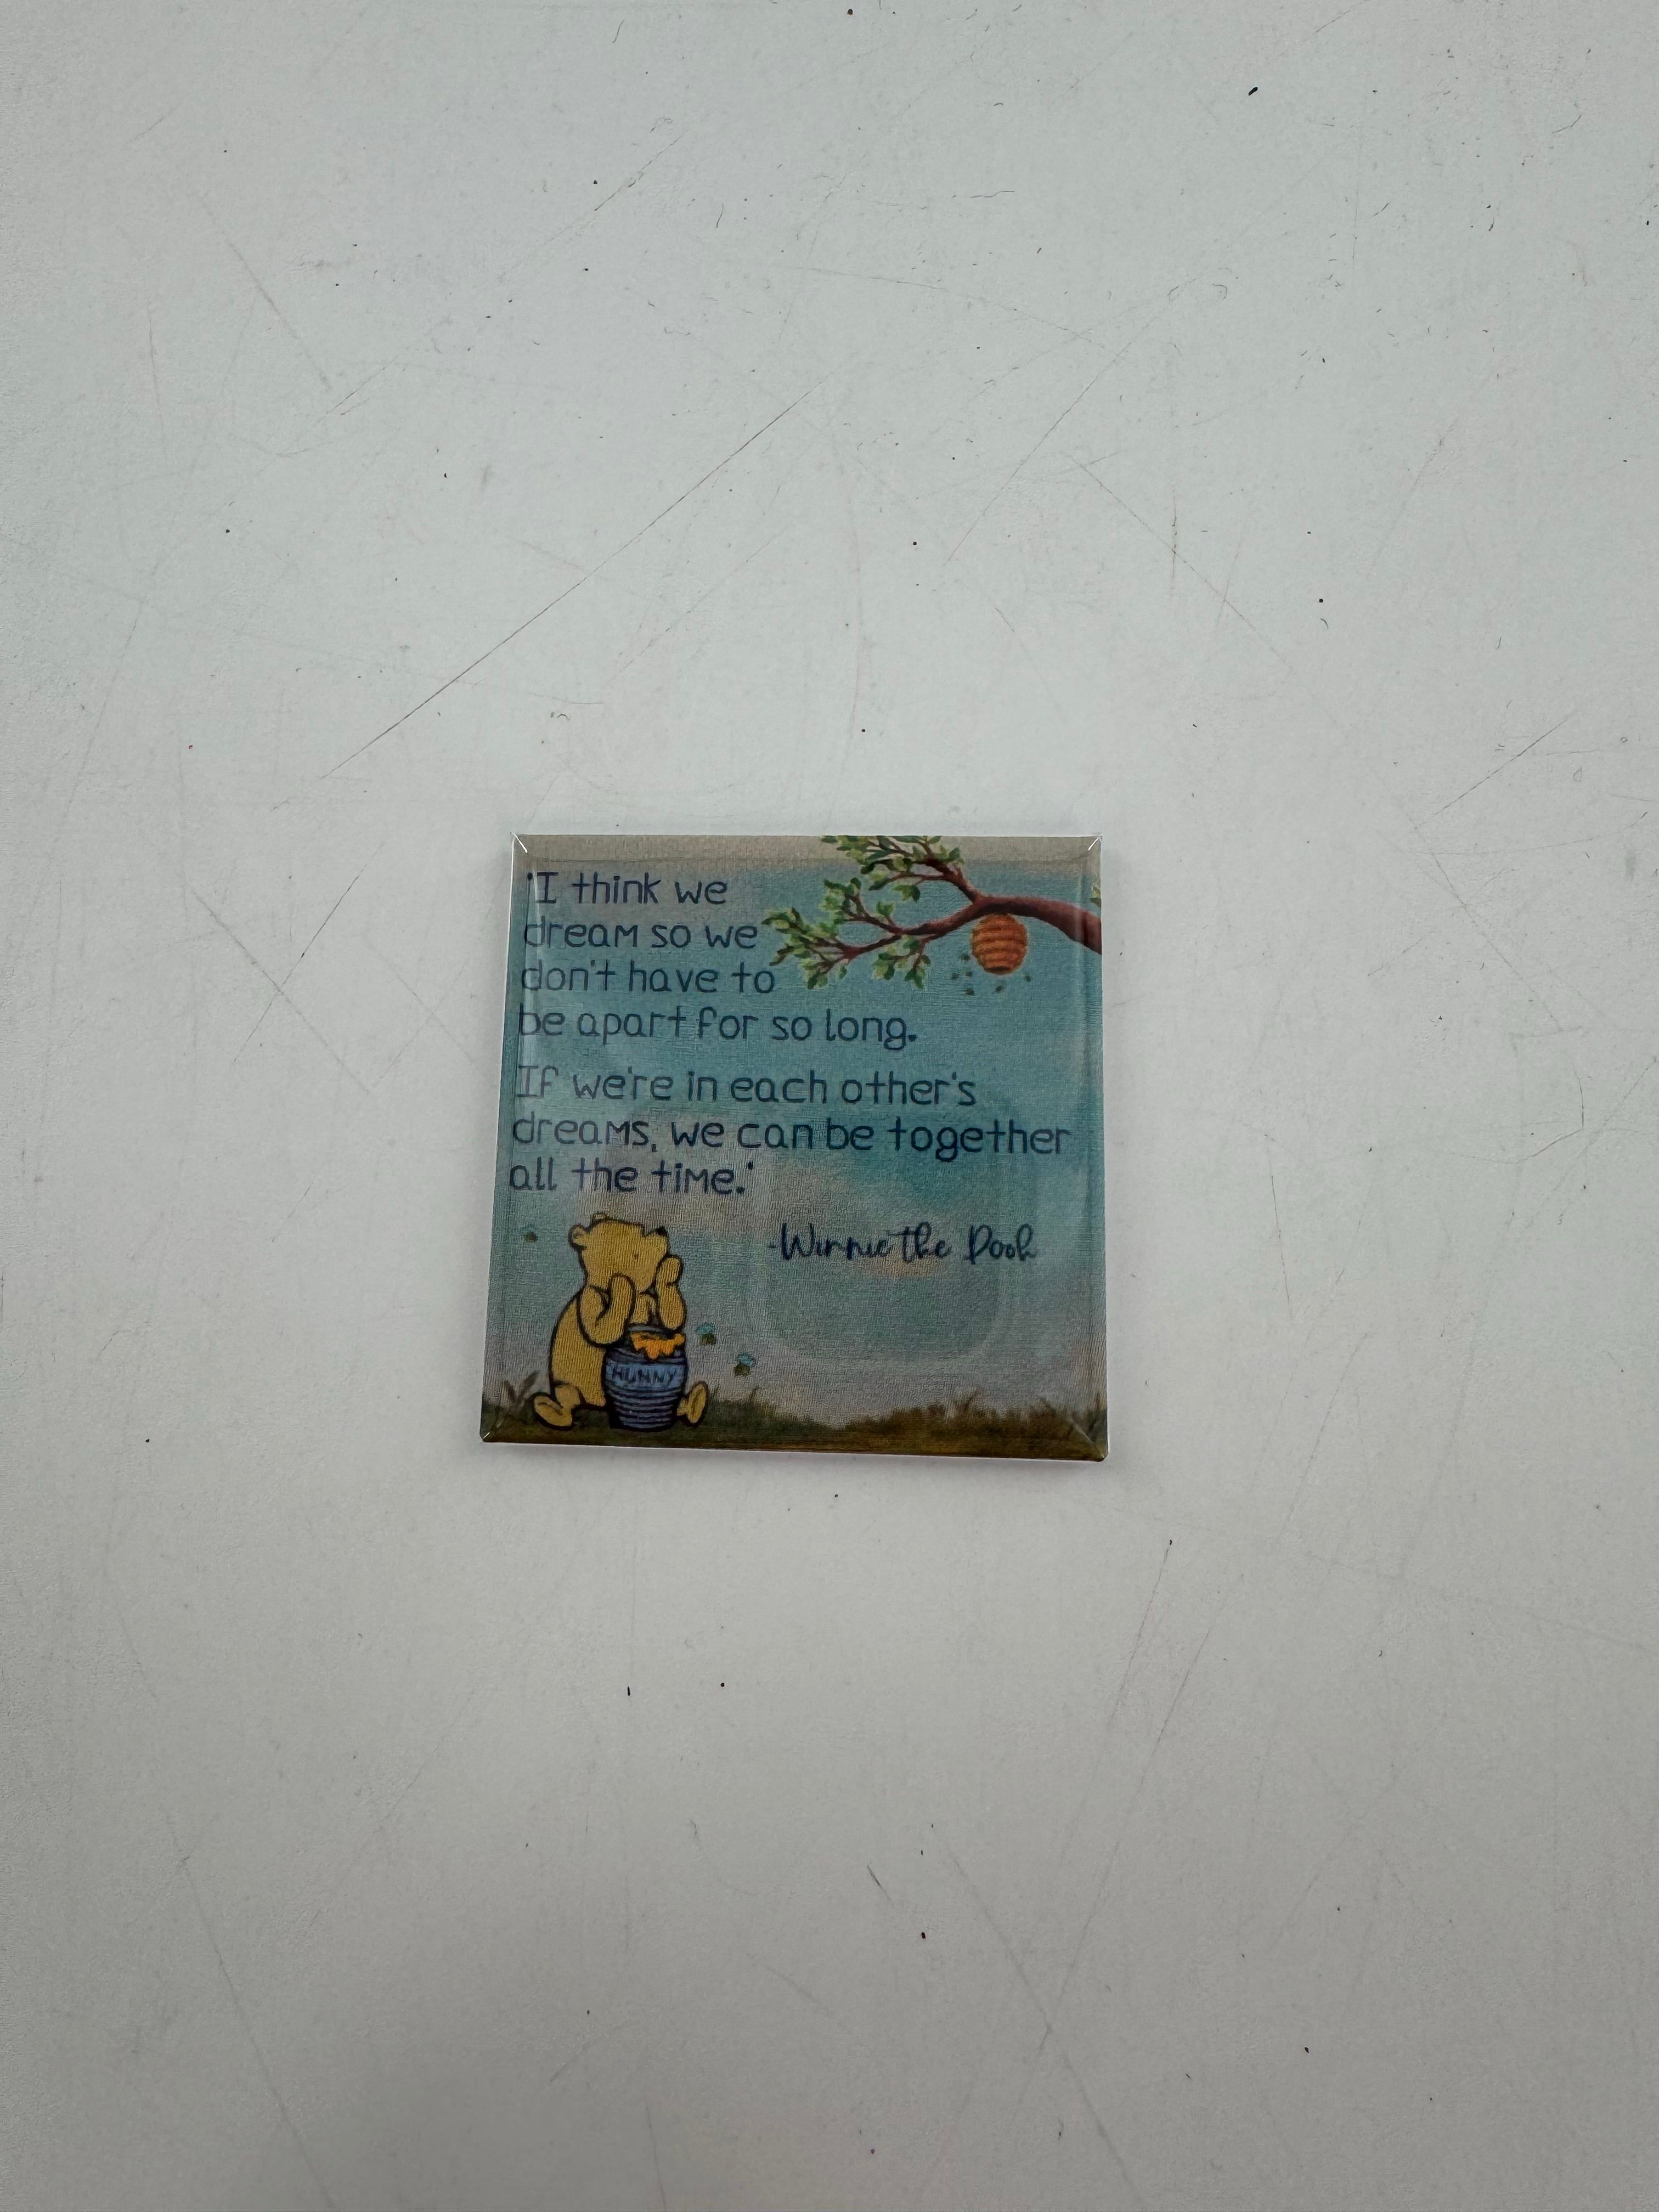 'I think we
dream so we
don't have to
be apart for so long.
If we're in each other's
dreams, we can be together
all the time.'
-Winnie the Pooh
HUNNY